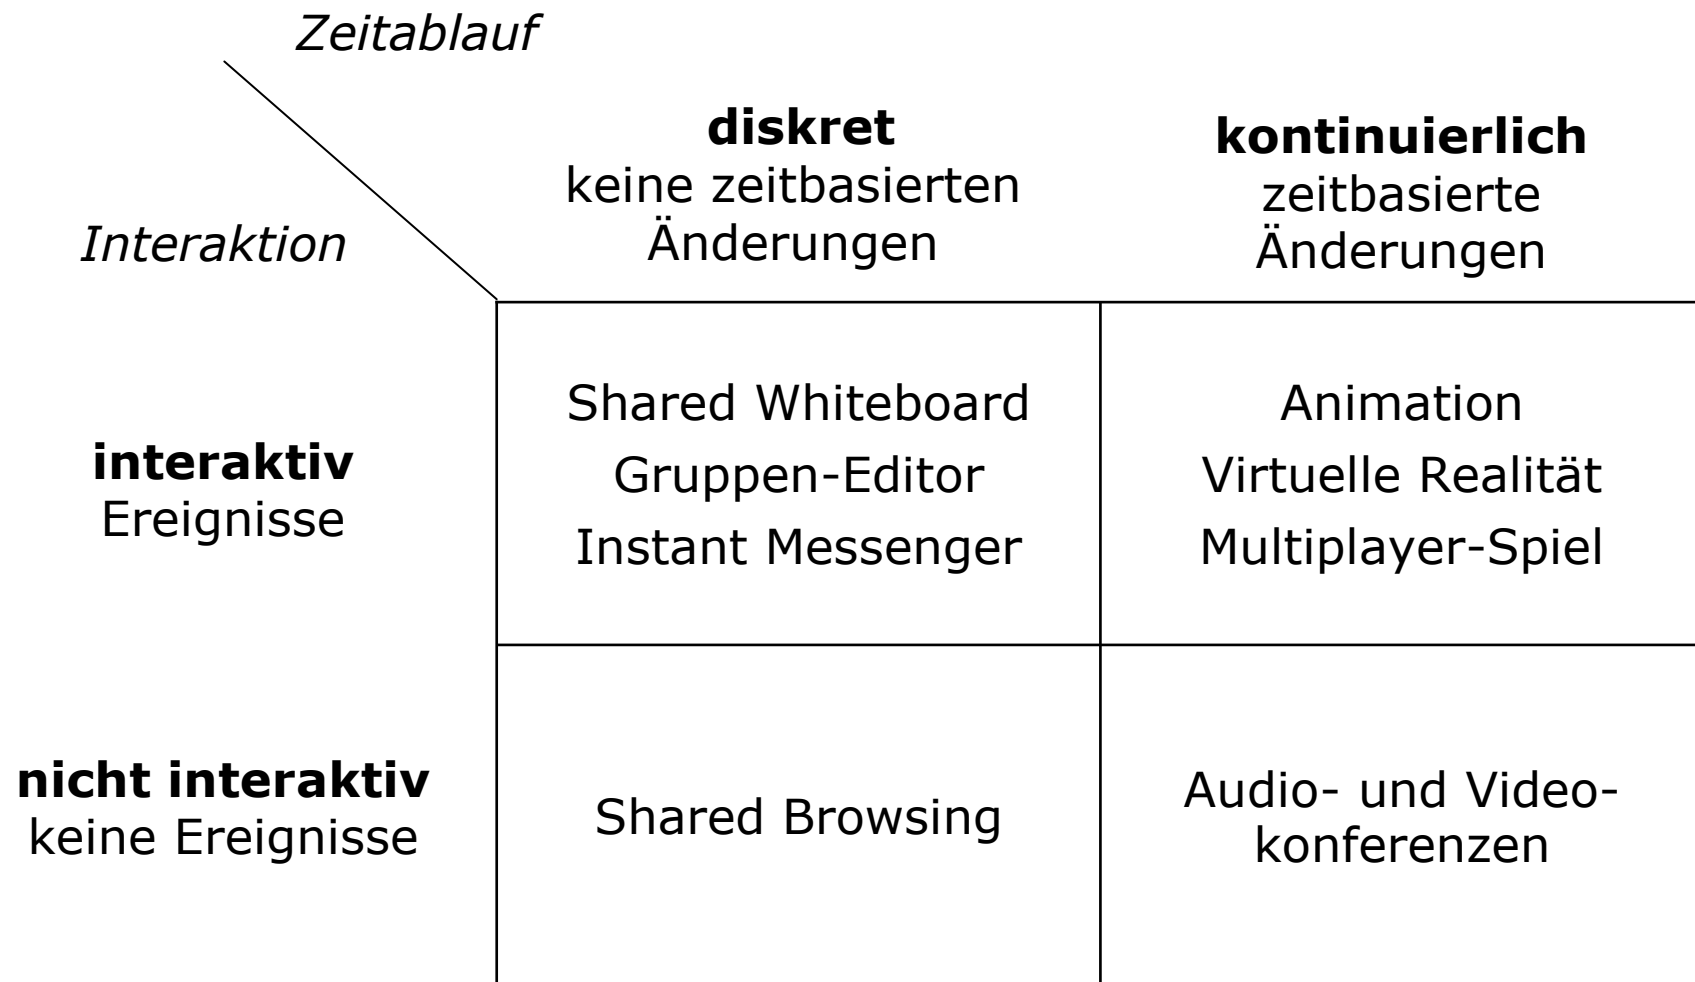 Zeitablauf
Interaktion
diskret
keine zeitbasierten
Änderungen
kontinuierlich
zeitbasierte
Änderungen
interaktiv
Ereignisse
Shared Whiteboard
Gruppen-Editor
Instant Messenger
Animation
Virtuelle Realität
Multiplayer-Spiel
nicht interaktiv
keine Ereignisse
Shared Browsing
Audio- und Video-
konferenzen